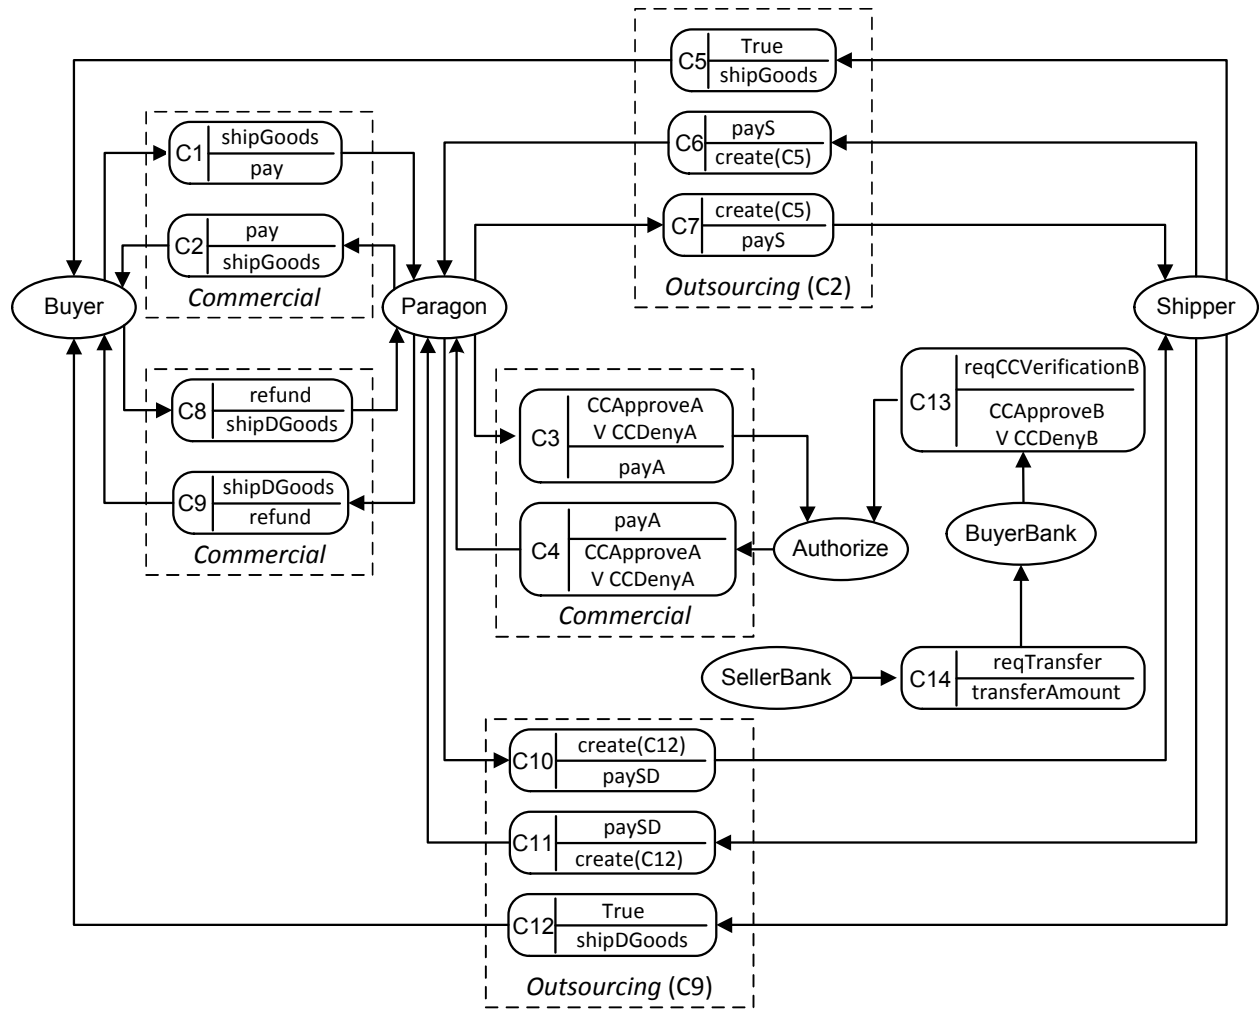 C5
True
shipGoods
C1
shipGoods
pay
C6
payS
create(C5)
C7
create(C5)
payS
C2
pay
shipGoods
Commercial
Outsourcing (C2)
Buyer
Paragon
Shipper
C8
refund
shipDGoods
C3
CCApproveA
V CCDenyA
payA
C13
reqCCVerificationB
CCApproveB
V CCDenyB
C9
shipDGoods
refund
Commercial
C4
payA
CCApproveA
V CCDenyA
Commercial
Authorize
BuyerBank
SellerBank
C14
reqTransfer
transferAmount
C10
create(C12)
paySD
C11
paySD
create(C12)
C12
True
shipDGoods
Outsourcing (C9)